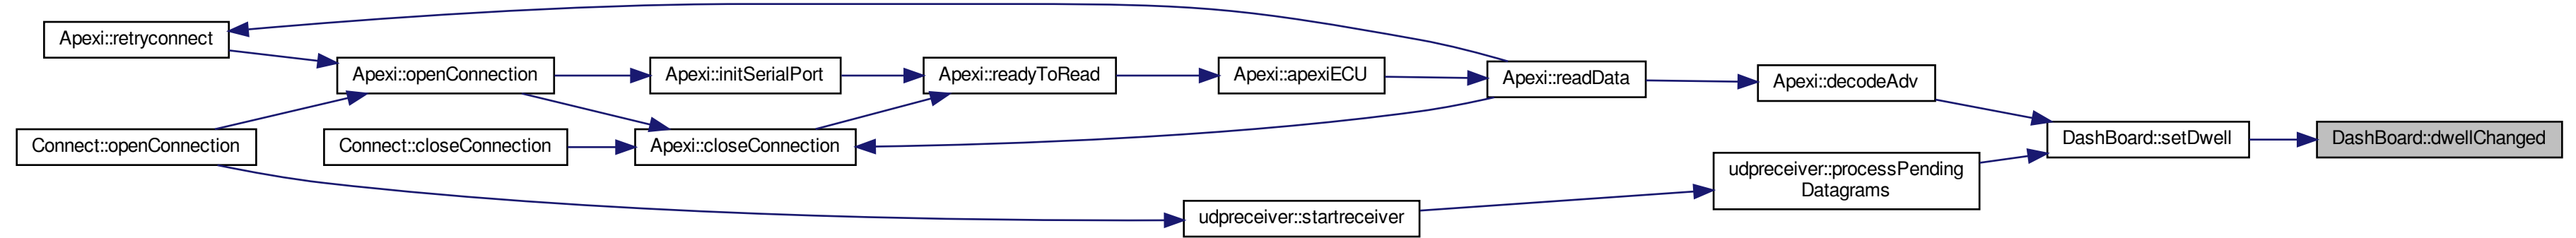 Apexi::retryconnect
Apexi::openConnection
Apexi::initSerialPort
Apexi::readyToRead
Apexi::apexiECU
Apexi::readData
Apexi::decodeAdv
Connect::openConnection
Connect::closeConnection
Apexi::closeConnection
DashBoard::setDwell
DashBoard::dwellChanged
udpreceiver::processPending
Datagrams
udpreceiver::startreceiver